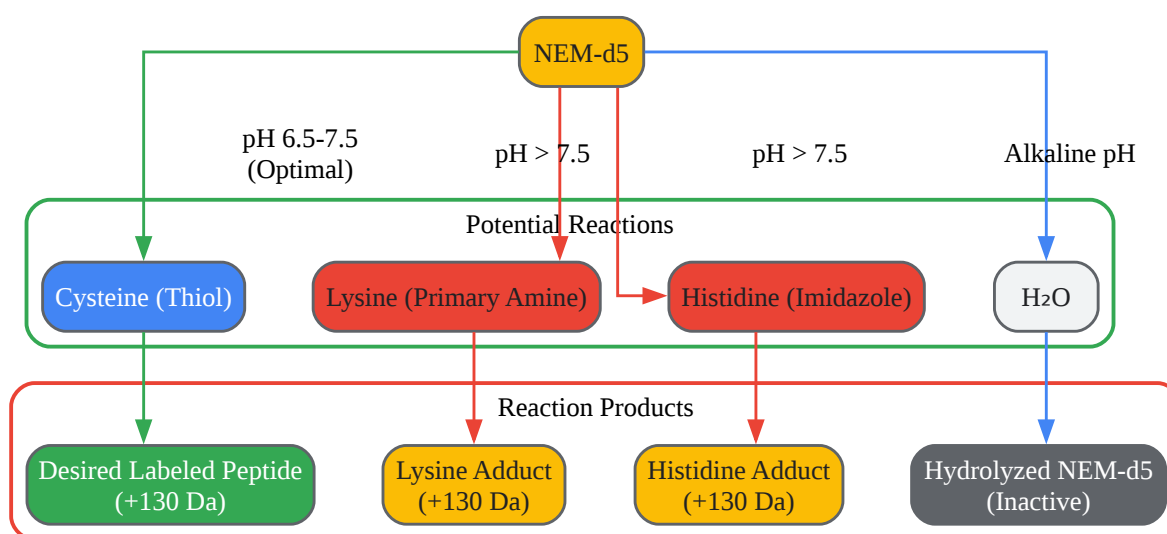 NEM-d5
pH 6.5-7.5
(Optimal)
pH > 7.5
pH > 7.5
Alkaline pH
Potential Reactions
Cysteine (Thiol)
Lysine (Primary Amine)
Histidine (Imidazole)
H₂O
Reaction Products
Desired Labeled Peptide
(+130 Da)
Lysine Adduct
(+130 Da)
Histidine Adduct
(+130 Da)
Hydrolyzed NEM-d5
(Inactive)